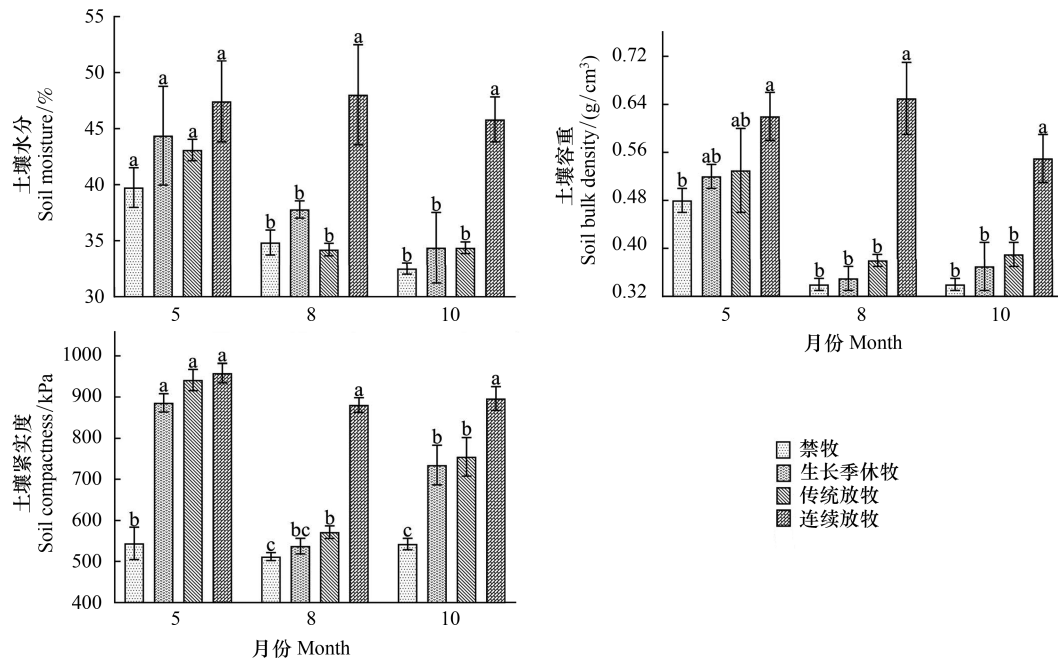 55
50
45
40
35
30
土壤水分
Soil moisture/%
a
a
a
a
b
b
b
a
b
b
b
a
5
8
10
0.72
0.64
0.56
0.48
0.40
0.32
土壤容重
Soil bulk density/(g/cm³)
b
ab
ab
a
b
b
b
a
b
b
b
a
5
8
10
月份 Month
1000
900
800
700
600
500
400
土壤紧实度
Soil compactness/kPa
b
a
a
a
c
bc
b
a
c
b
b
a
5
8
10
月份 Month
禁牧
生长季休牧
传统放牧
连续放牧